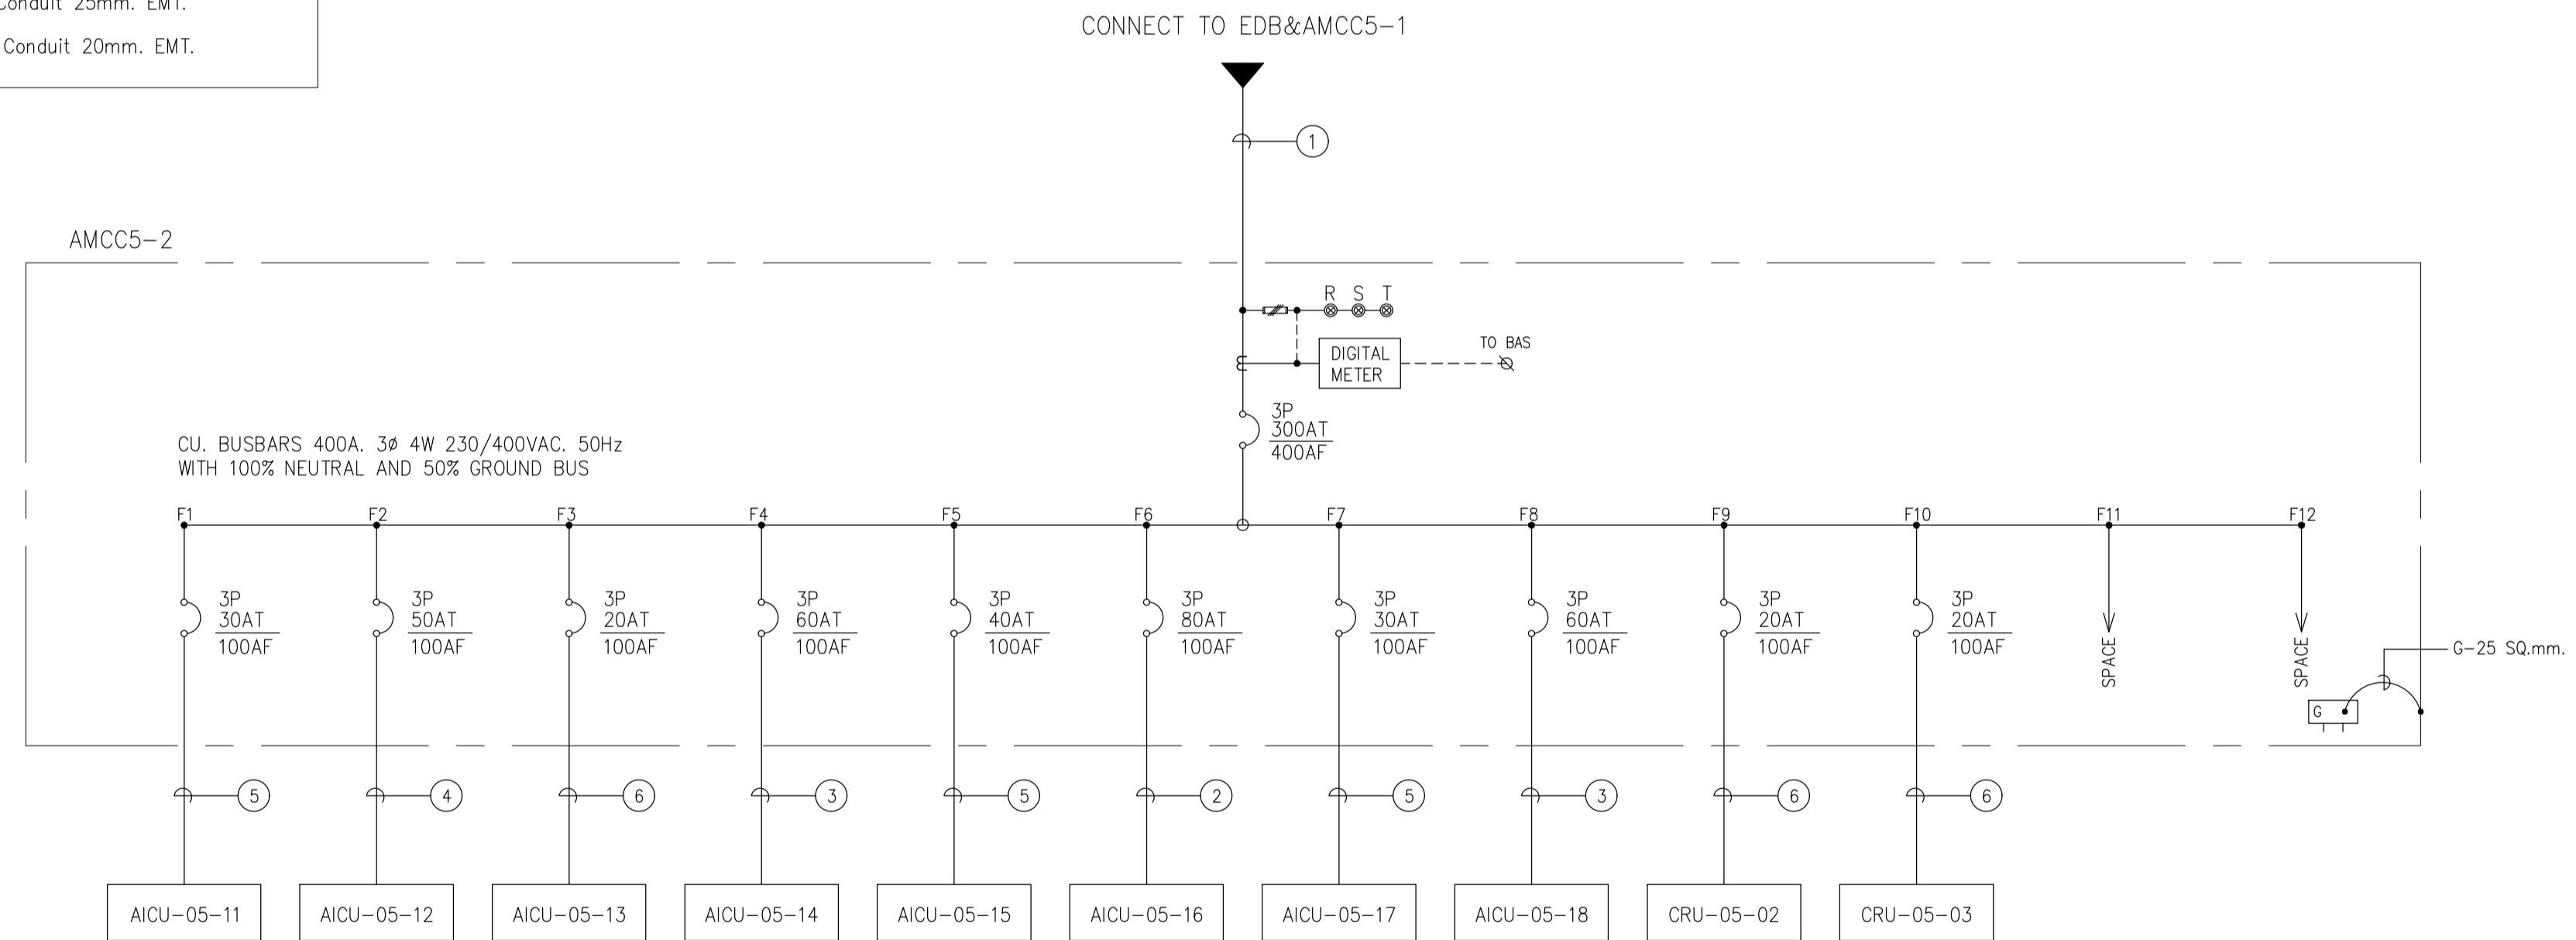 Conduit 25mm. EMT.
Conduit 20mm. EMT.
CONNECT TO EDB&AMCC5-1
1
AMCC5-2
R S T
TO BAS
DIGITAL
METER
3P
300AT
400AF
CU. BUSBARS 400A. 3ø 4W 230/400VAC. 50Hz
WITH 100% NEUTRAL AND 50% GROUND BUS
F1 F2 F3 F4 F5 F6 F7 F8 F9 F10 F11 F12
3P 3P 3P 3P 3P 3P 3P 3P 3P 3P
30AT 50AT 20AT 60AT 40AT 80AT 30AT 60AT 20AT 20AT
100AF 100AF 100AF 100AF 100AF 100AF 100AF 100AF 100AF 100AF
SPACE SPACE
G-25 SQ.mm.
G
5 4 6 3 5 2 5 3 6 6
AICU-05-11 AICU-05-12 AICU-05-13 AICU-05-14 AICU-05-15 AICU-05-16 AICU-05-17 AICU-05-18 CRU-05-02 CRU-05-03